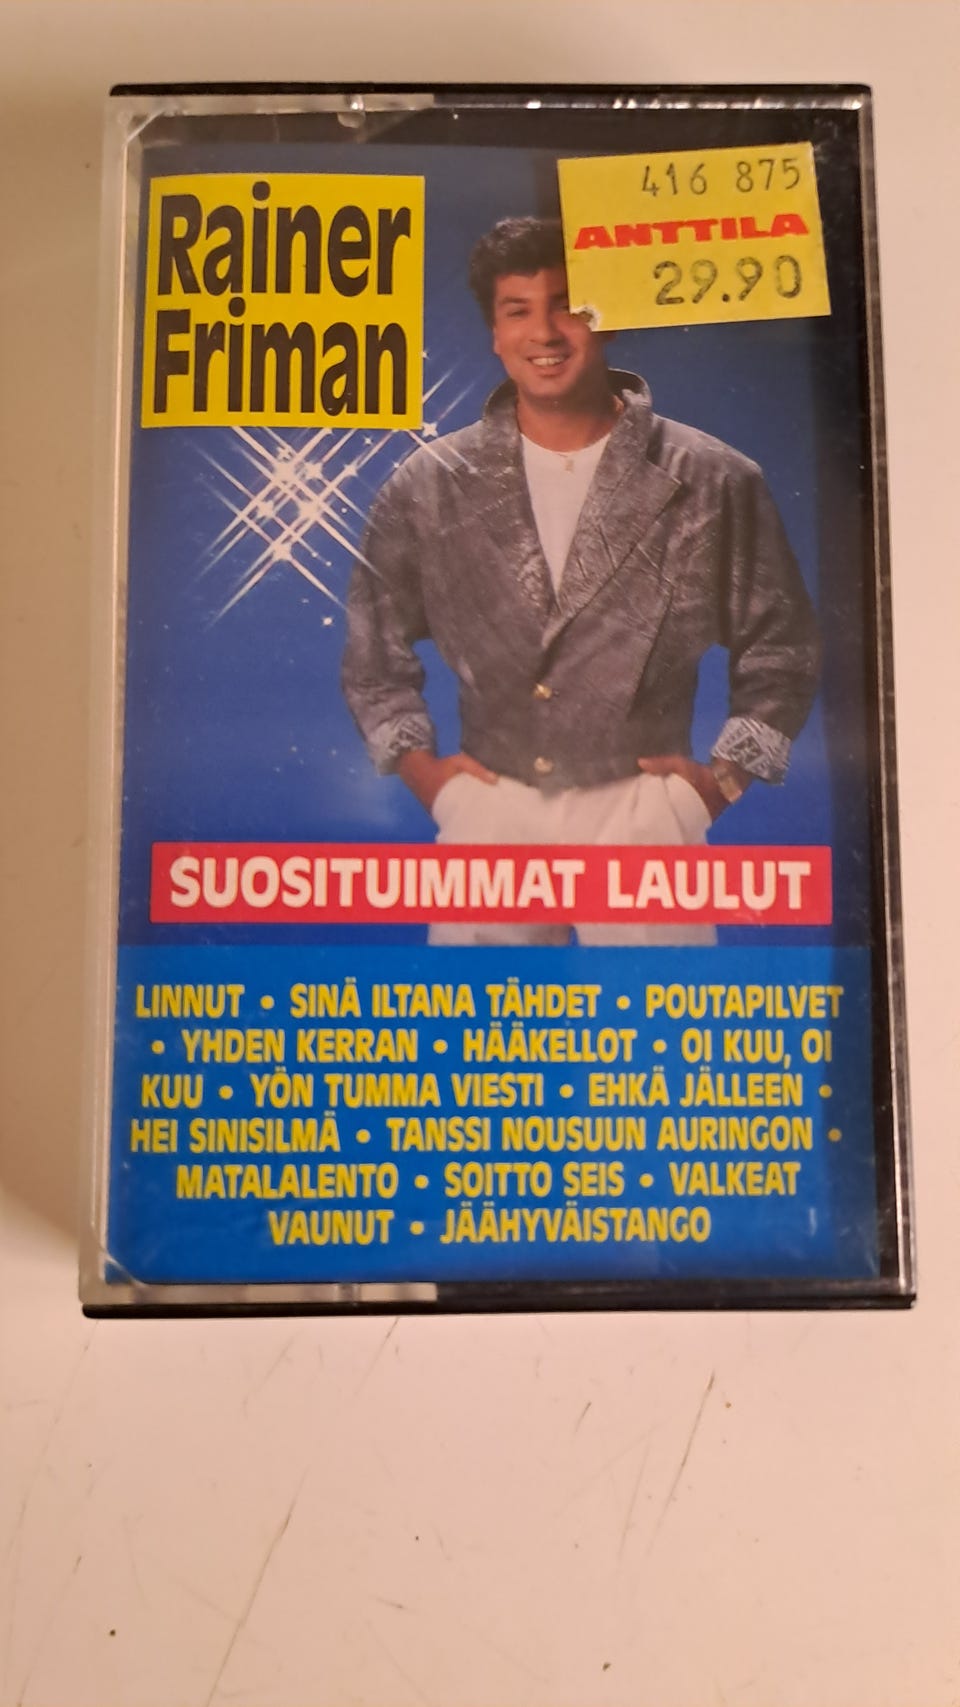 Rainer
Friman
416 875
ANTTILA
29.90
SUOSITUIMMAT LAULUT
LINNUT • SINÄ ILTANA TÄHDET • POUTAPILVET
• YHDEN KERRAN • HÄÄKELLOT • OI KUU, OI
KUU • YÖN TUMMA VIESTI • EHKÄ JÄLLEEN •
HEI SINISILMÄ • TANSSI NOUSUUN AURINGON •
MATALALENTO • SOITTO SEIS • VALKEAT
VAUNUT • JÄÄHYVÄISTANGO